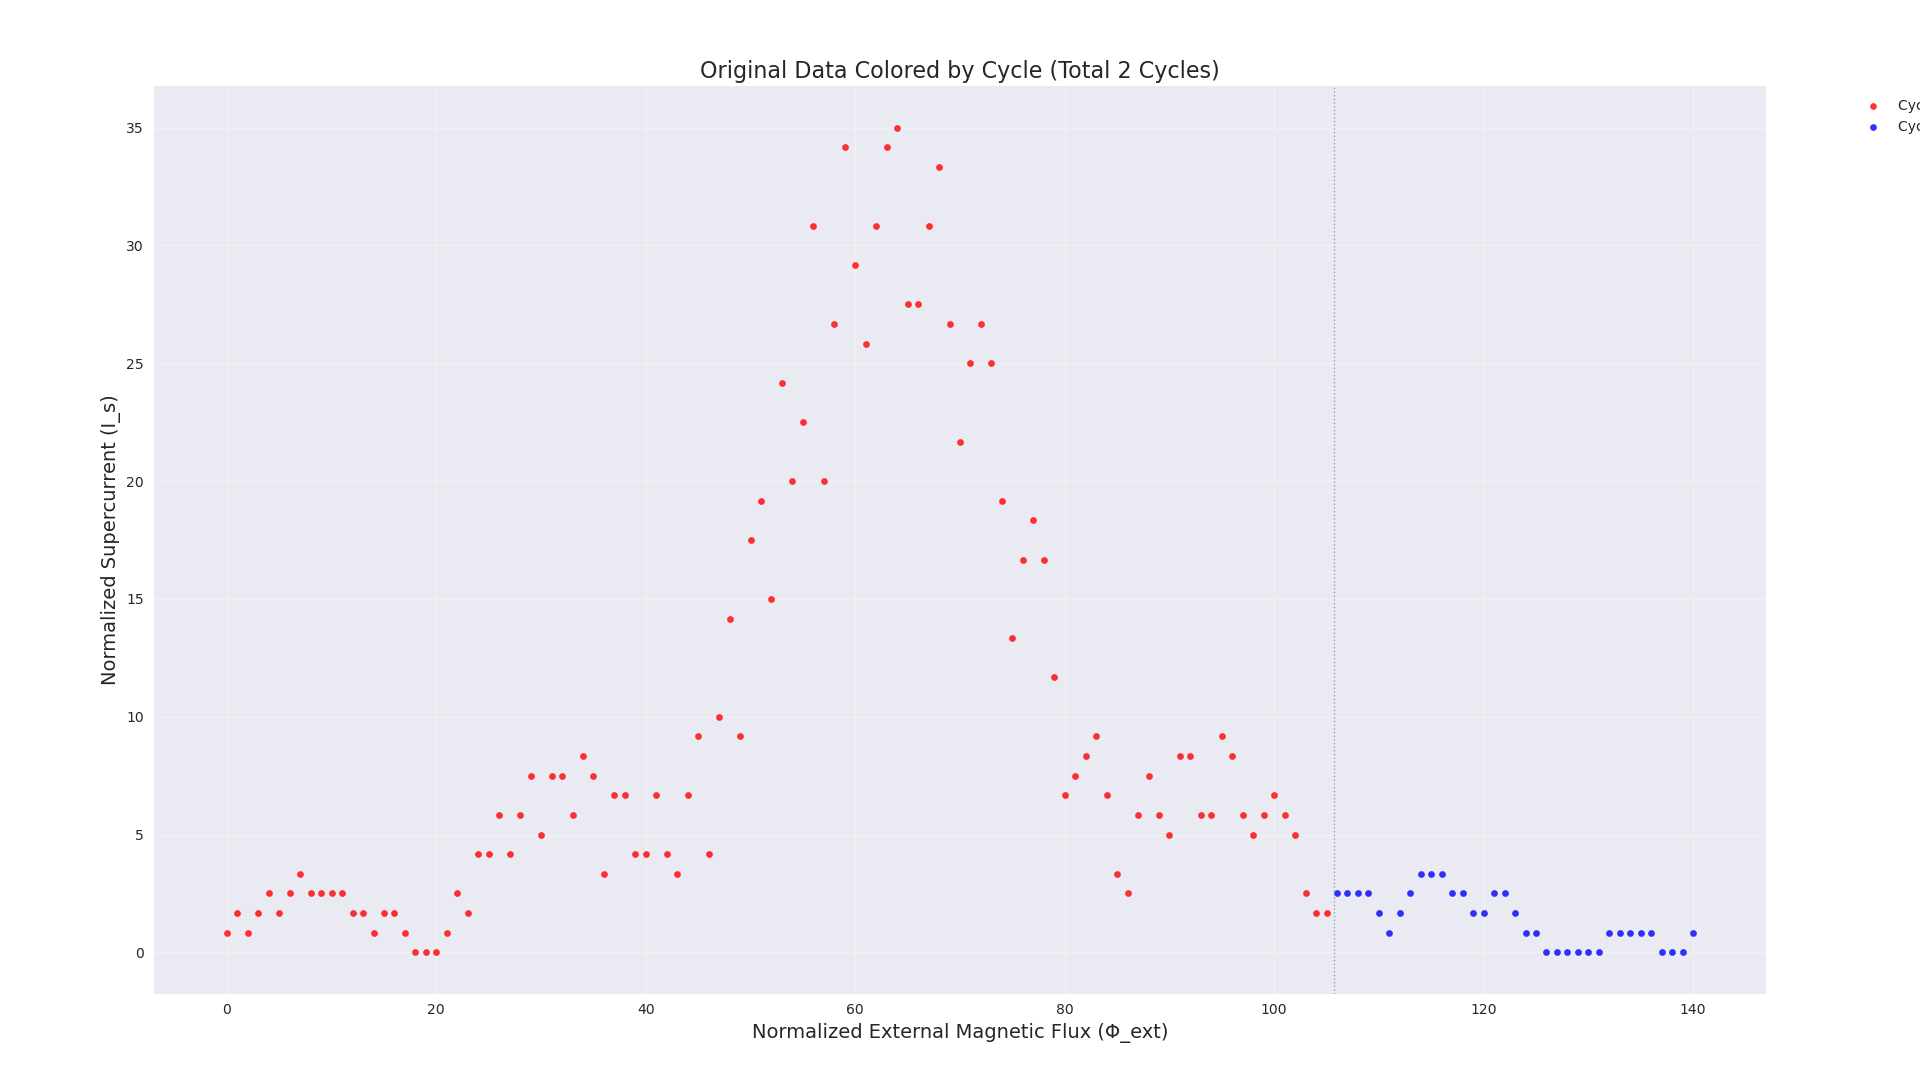 Original Data Colored by Cycle (Total 2 Cycles)
Cyc
Cyc
Normalized Supercurrent (I_s)
35
30
25
20
15
10
5
0
0 20 40 60 80 100 120 140
Normalized External Magnetic Flux (Φ_ext)